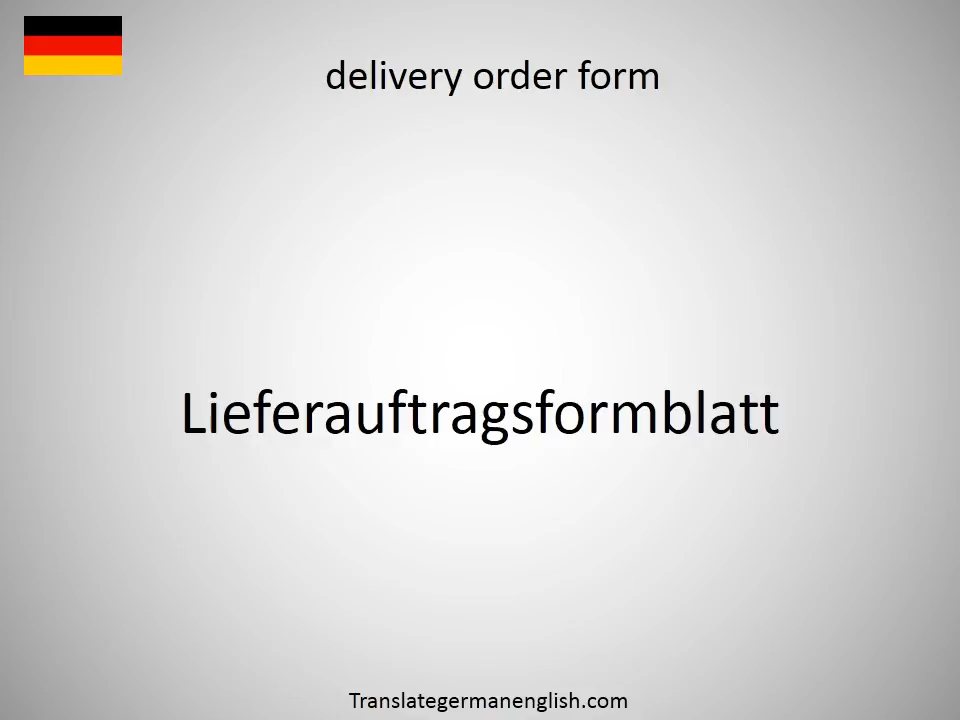 delivery order form
Lieferauftragsformblatt
Translategermanenglish.com